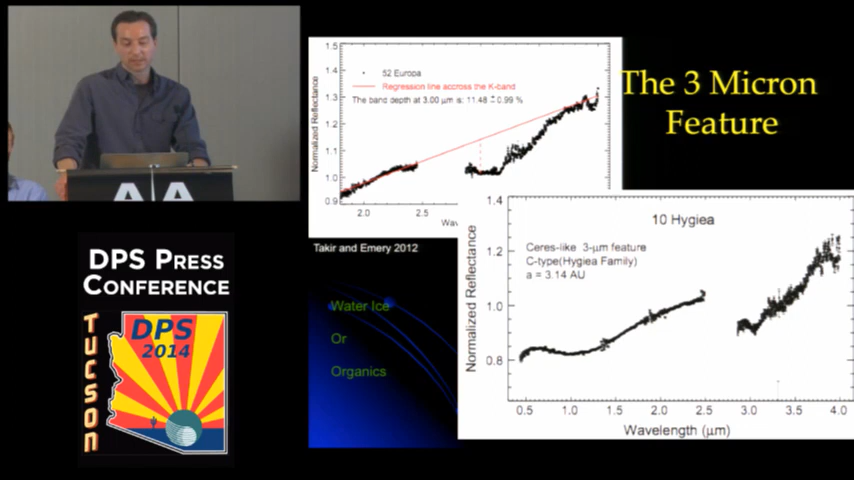 1.5
1.4
1.3
1.2
1.1
1.0
0.9
Normalized Reflectance
52 Europa
Regression line accross the K-band
The band depth at 3.00 μm is: 11.48 ± 0.99 %
2.0 2.5
Wav
The 3 Micron
Feature
Takir and Emery 2012
Water Ice
Or
Organics
10 Hygiea
Ceres-like 3-μm feature
C-type(Hygiea Family)
a = 3.14 AU
1.4
1.2
1.0
0.8
Normalized Reflectance
0.5 1.0 1.5 2.0 2.5 3.0 3.5 4.0
Wavelength (μm)
DPS PRESS
CONFERENCE
TUCSON
DPS
2014